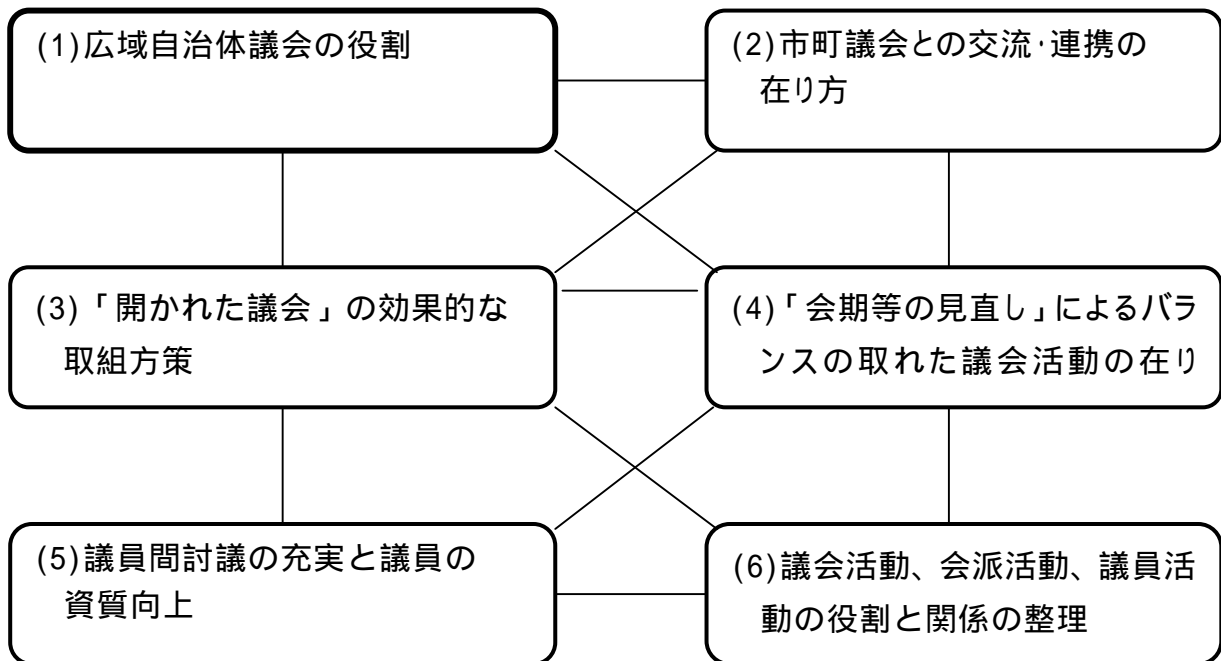 (1)広域自治体議会の役割
(2)市町議会との交流･連携の
在り方
(3)「開かれた議会」の効果的な
取組方策
(4)「会期等の見直し」によるバラ
ンスの取れた議会活動の在り
(5)議員間討議の充実と議員の
資質向上
(6)議会活動、会派活動、議員活
動の役割と関係の整理